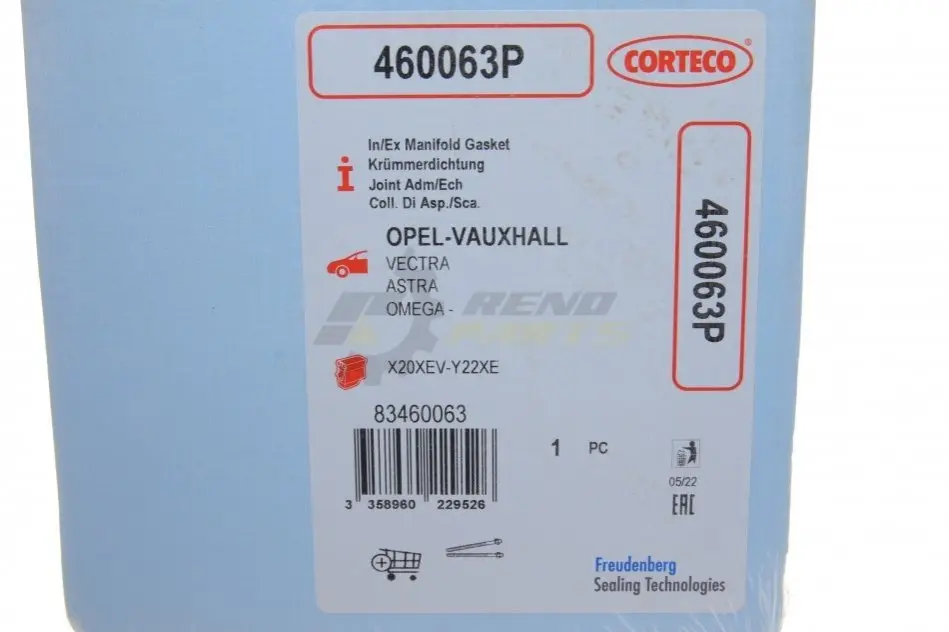 460063P
CORTECO
In/Ex Manifold Gasket
Krümmerdichtung
Joint Adm/Ech
Coll. Di Asp./Sca.
OPEL-VAUXHALL
VECTRA
ASTRA
OMEGA -
RENO
PARTS
X20XEV-Y22XE
460063P
83460063
3 358960 229526
1 PC
05/22
EAC
Freudenberg
Sealing Technologies